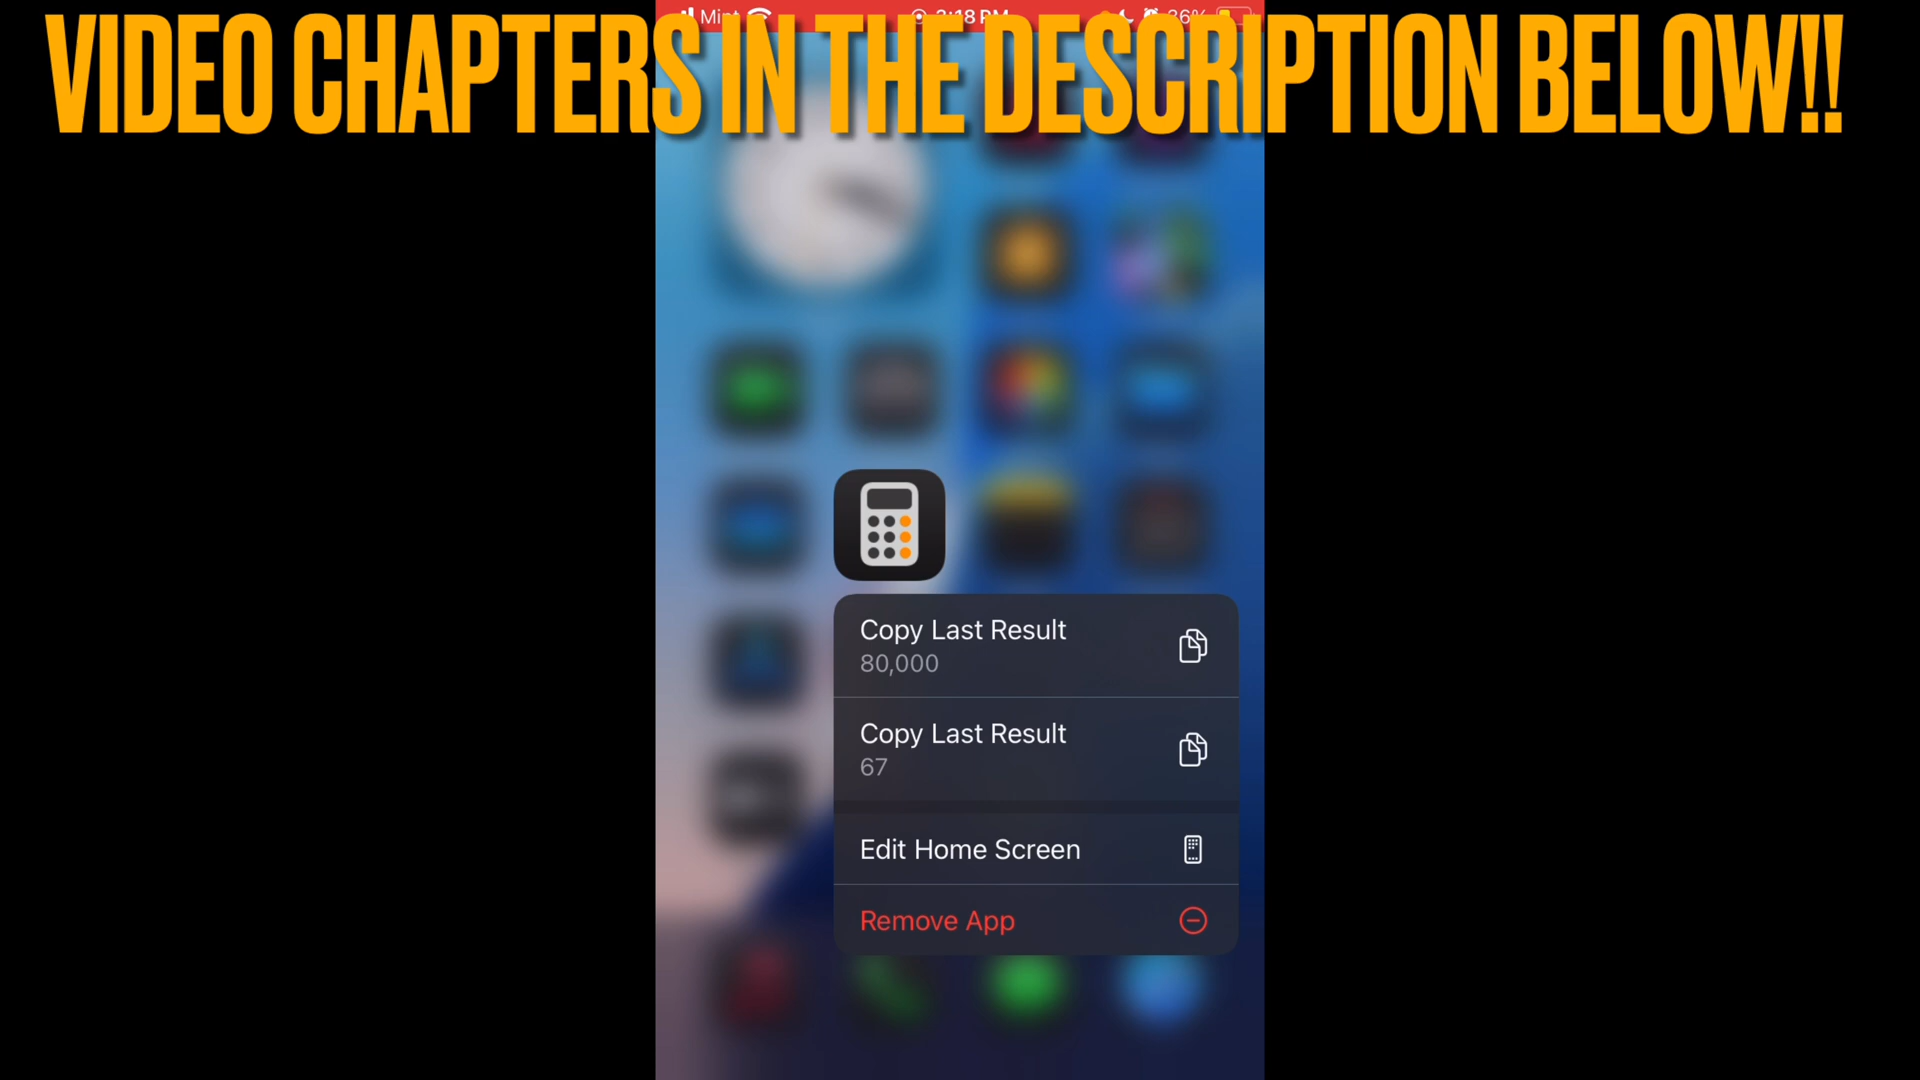 Mint 3:18 PM 36%
VIDEO CHAPTERS IN THE DESCRIPTION BELOW!!
Copy Last Result
80,000
Copy Last Result
67
Edit Home Screen
Remove App